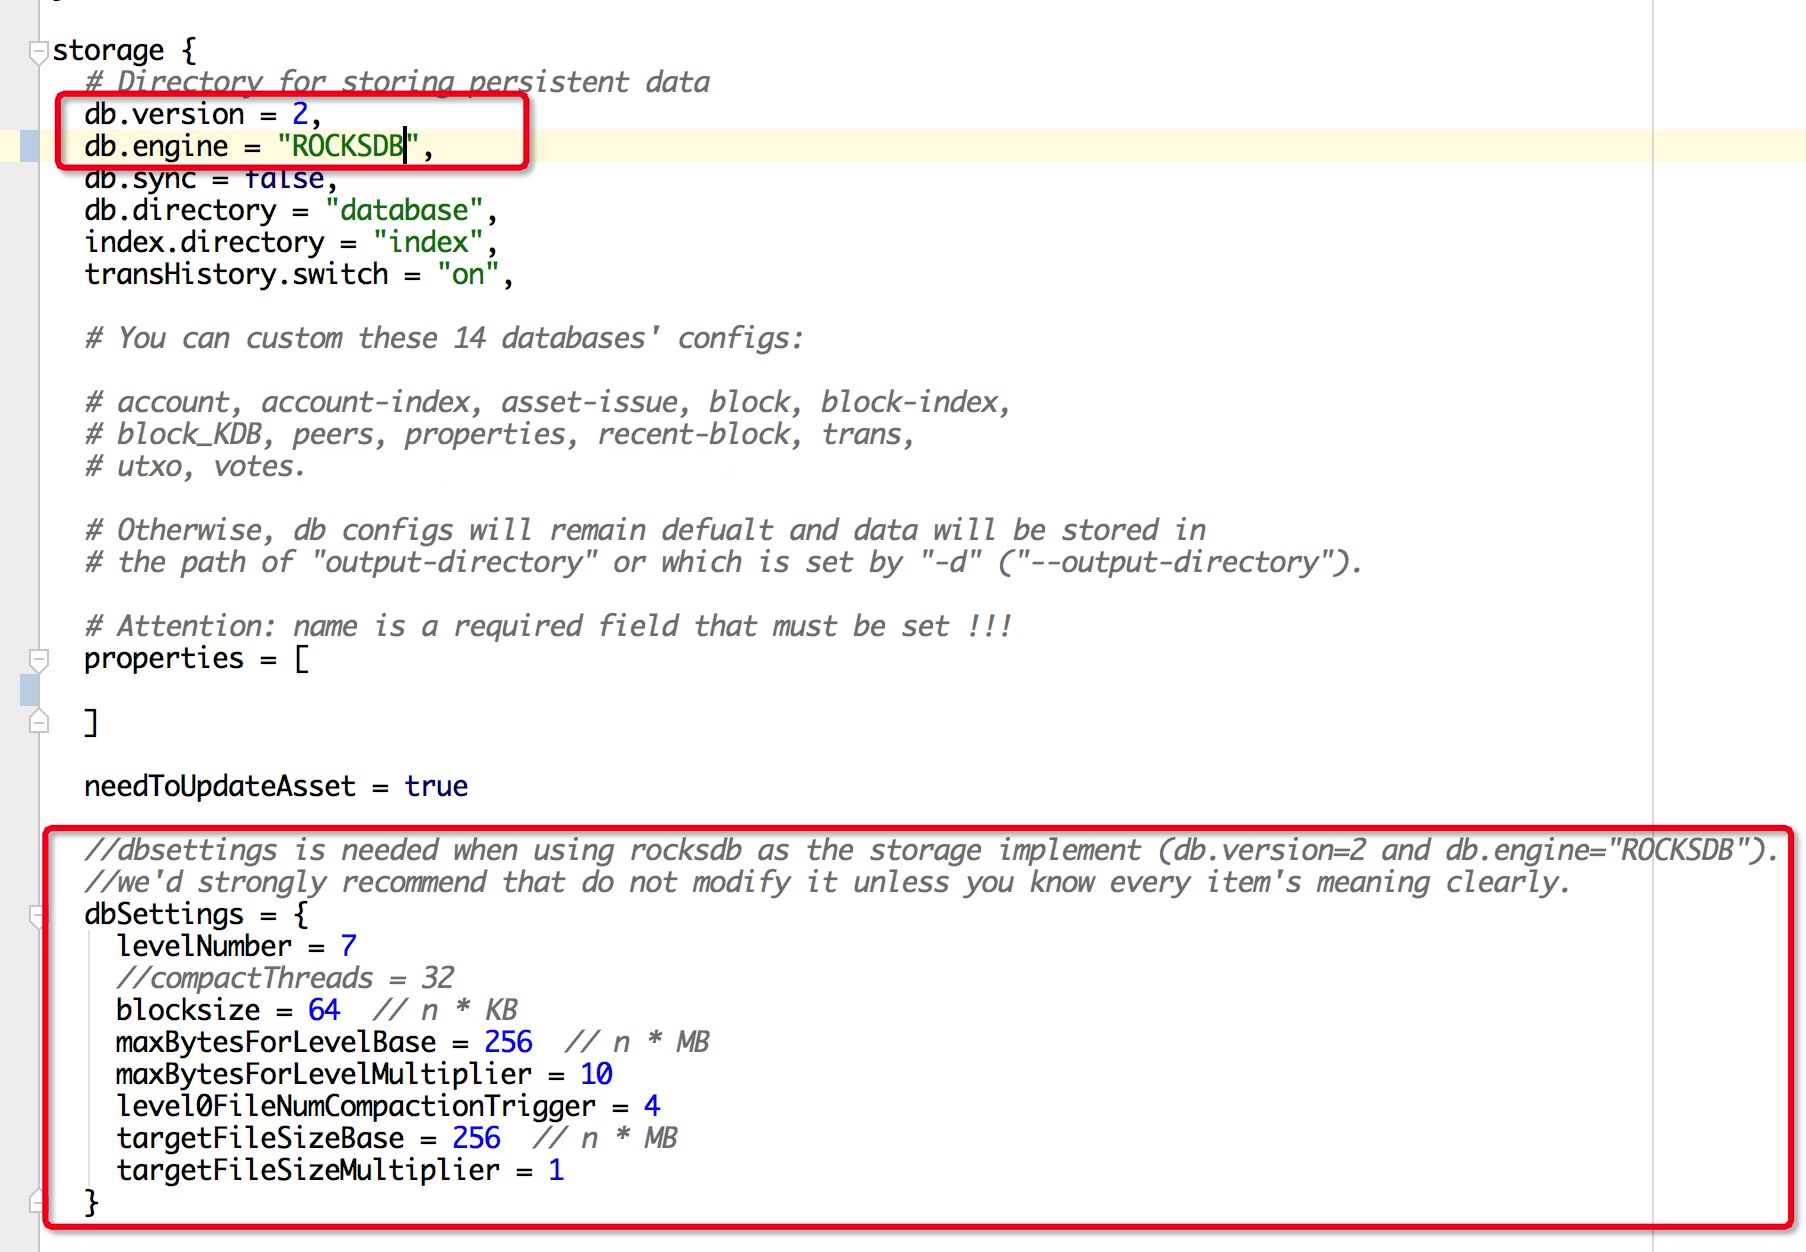 storage {
# Directory for storing persistent data
db.version = 2,
db.engine = "ROCKSDB",
db.sync = false,
db.directory = "database",
index.directory = "index",
transHistory.switch = "on",
# You can custom these 14 databases' configs:
# account, account-index, asset-issue, block, block-index,
# block_KDB, peers, properties, recent-block, trans,
# utxo, votes.
# Otherwise, db configs will remain defualt and data will be stored in
# the path of "output-directory" or which is set by "-d" ("--output-directory").
# Attention: name is a required field that must be set !!!
properties = [
]
needToUpdateAsset = true
//dbsettings is needed when using rocksdb as the storage implement (db.version=2 and db.engine="ROCKSDB").
//we'd strongly recommend that do not modify it unless you know every item's meaning clearly.
dbSettings = {
levelNumber = 7
//compactThreads = 32
blocksize = 64 // n * KB
maxBytesForLevelBase = 256 // n * MB
maxBytesForLevelMultiplier = 10
level0FileNumCompactionTrigger = 4
targetFileSizeBase = 256 // n * MB
targetFileSizeMultiplier = 1
}